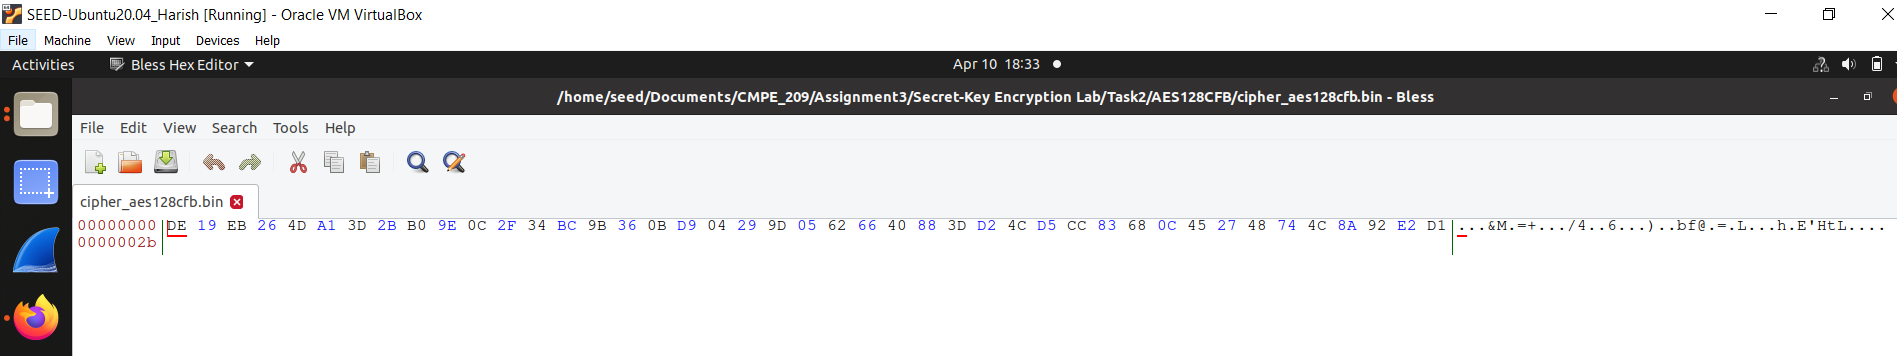 SEED-Ubuntu20.04_Harish [Running] - Oracle VM VirtualBox
File Machine View Input Devices Help
Activities Bless Hex Editor Apr 10 18:33
/home/seed/Documents/CMPE_209/Assignment3/Secret-Key Encryption Lab/Task2/AES128CFB/cipher_aes128cfb.bin - Bless
File Edit View Search Tools Help
cipher_aes128cfb.bin
00000000 DE 19 EB 26 4D A1 3D 2B B0 9E 0C 2F 34 BC 9B 36 0B D9 04 29 9D 05 62 66 40 88 3D D2 4C D5 CC 83 68 0C 45 27 48 74 4C 8A 92 E2 D1 ...&M.=+.../4..6...)..bf@.=.L...h.E'HtL....
0000002b